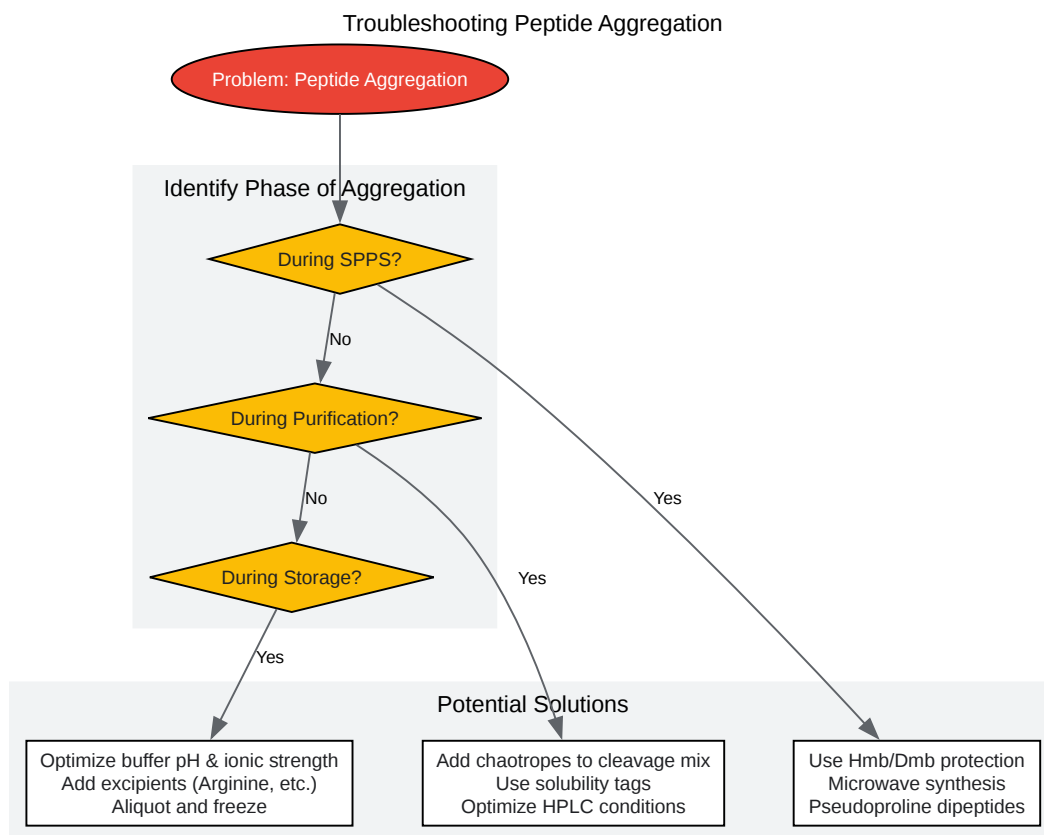 Troubleshooting Peptide Aggregation
Problem: Peptide Aggregation
Identify Phase of Aggregation
During SPPS?
No
During Purification?
Yes
No
During Storage?
Yes
Yes
Potential Solutions
Optimize buffer pH & ionic strength
Add excipients (Arginine, etc.)
Aliquot and freeze
Add chaotropes to cleavage mix
Use solubility tags
Optimize HPLC conditions
Use Hmb/Dmb protection
Microwave synthesis
Pseudoproline dipeptides